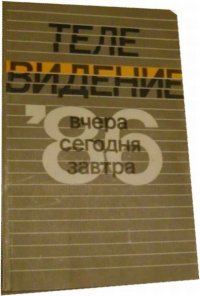 ТЕЛЕ
ВИДЕНИЕ
'86
вчера
сегодня
завтра